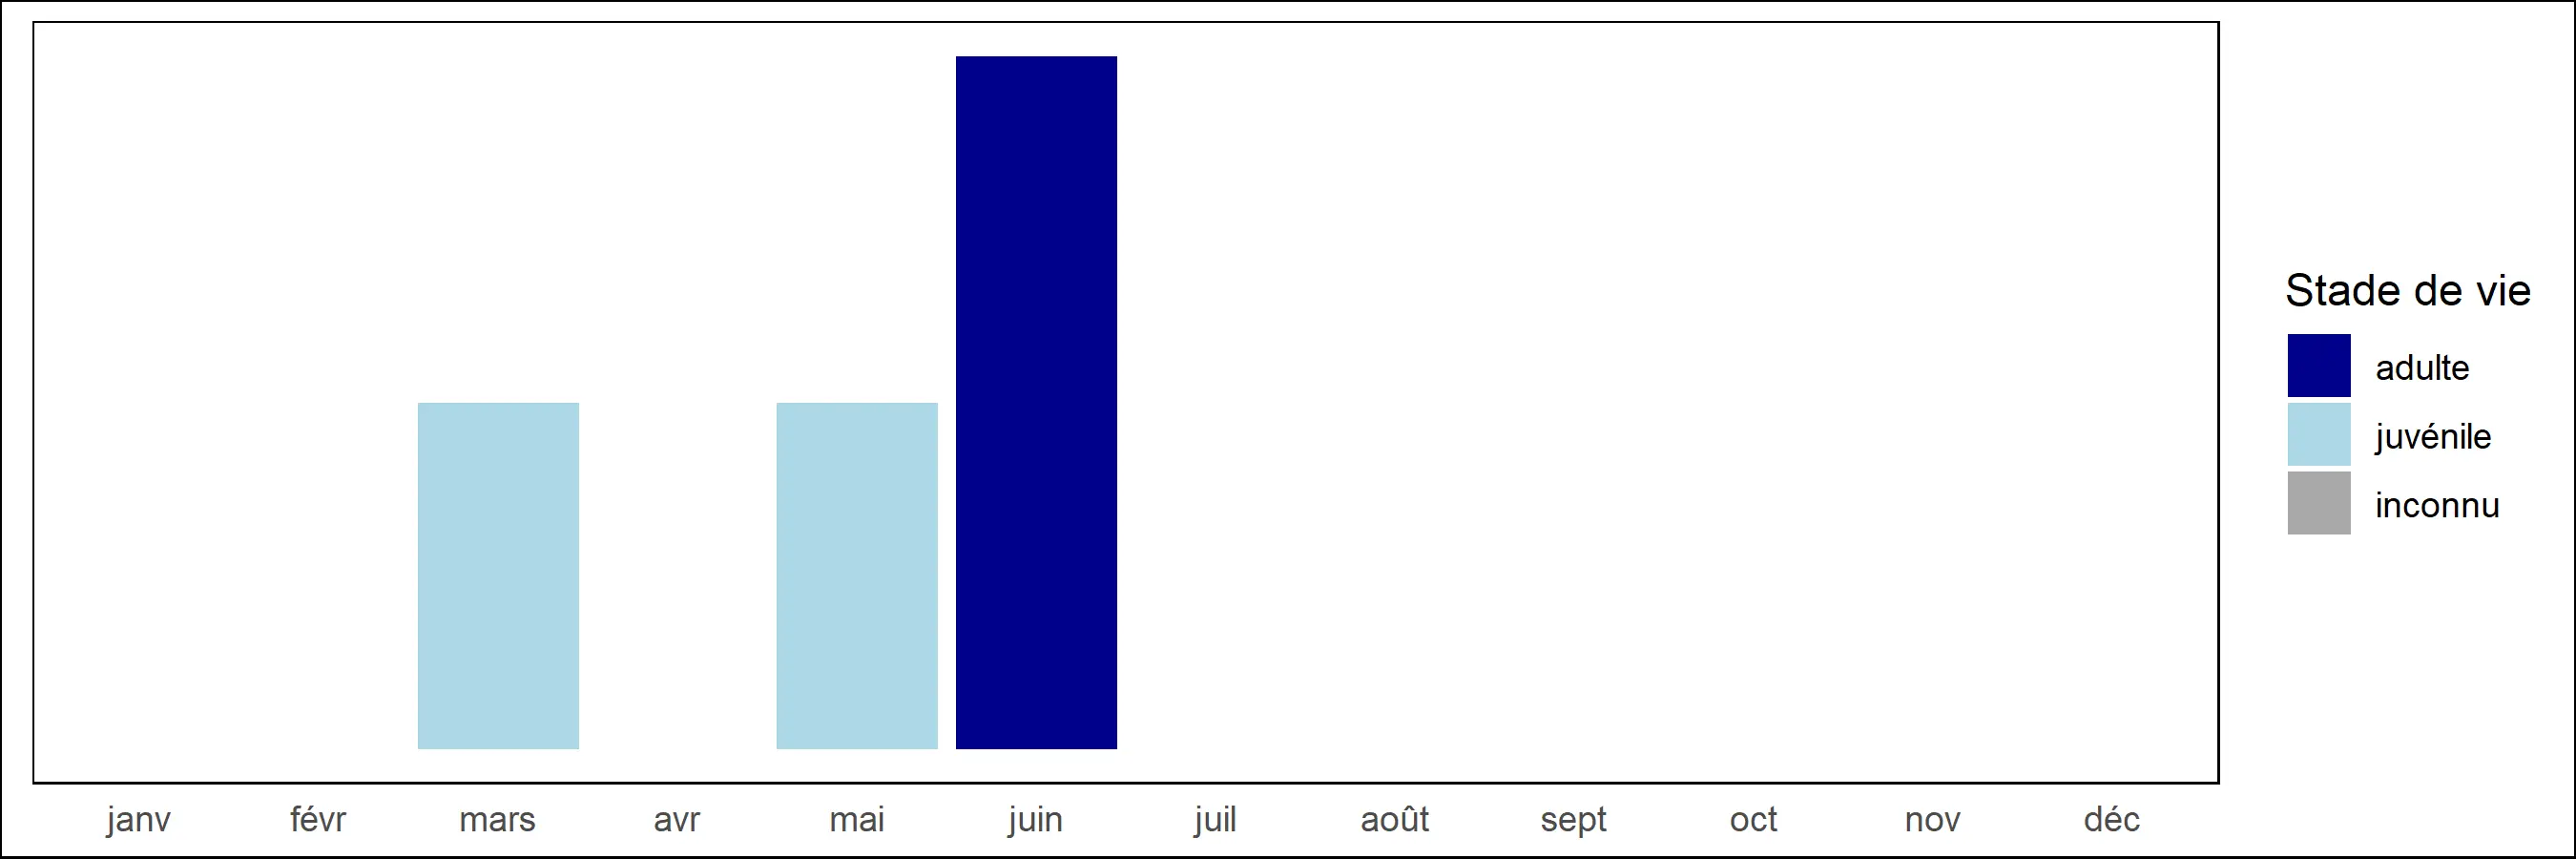 Stade de vie
adulte
juvénile
inconnu
janv févr mars avr mai juin juil août sept oct nov déc